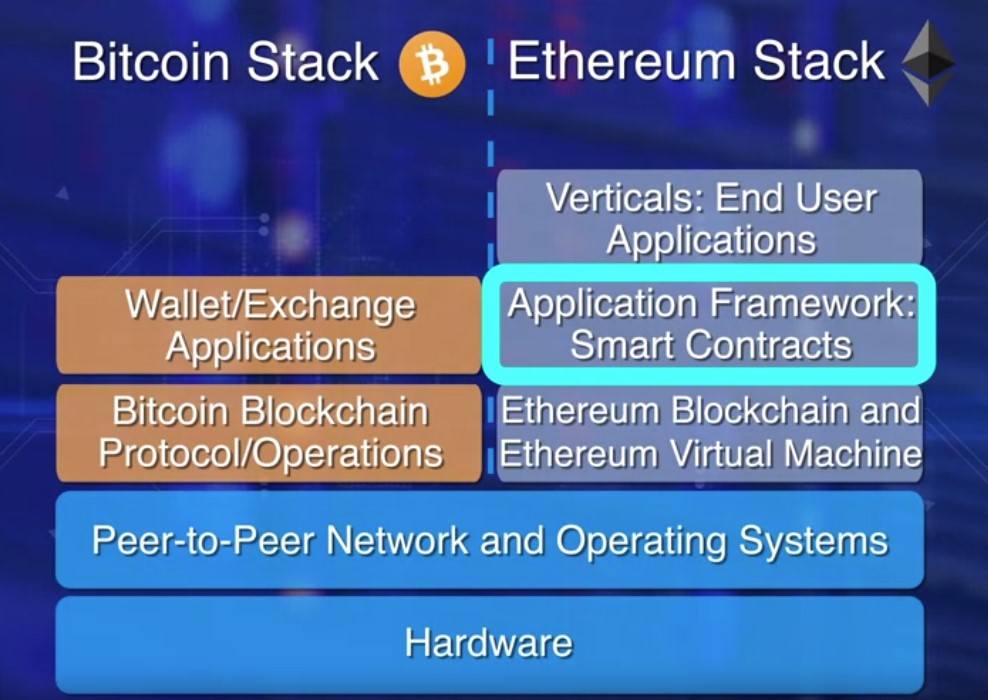 Bitcoin Stack
Ethereum Stack
Verticals: End User
Applications
Wallet/Exchange
Applications
Application Framework:
Smart Contracts
Bitcoin Blockchain
Protocol/Operations
Ethereum Blockchain and
Ethereum Virtual Machine
Peer-to-Peer Network and Operating Systems
Hardware